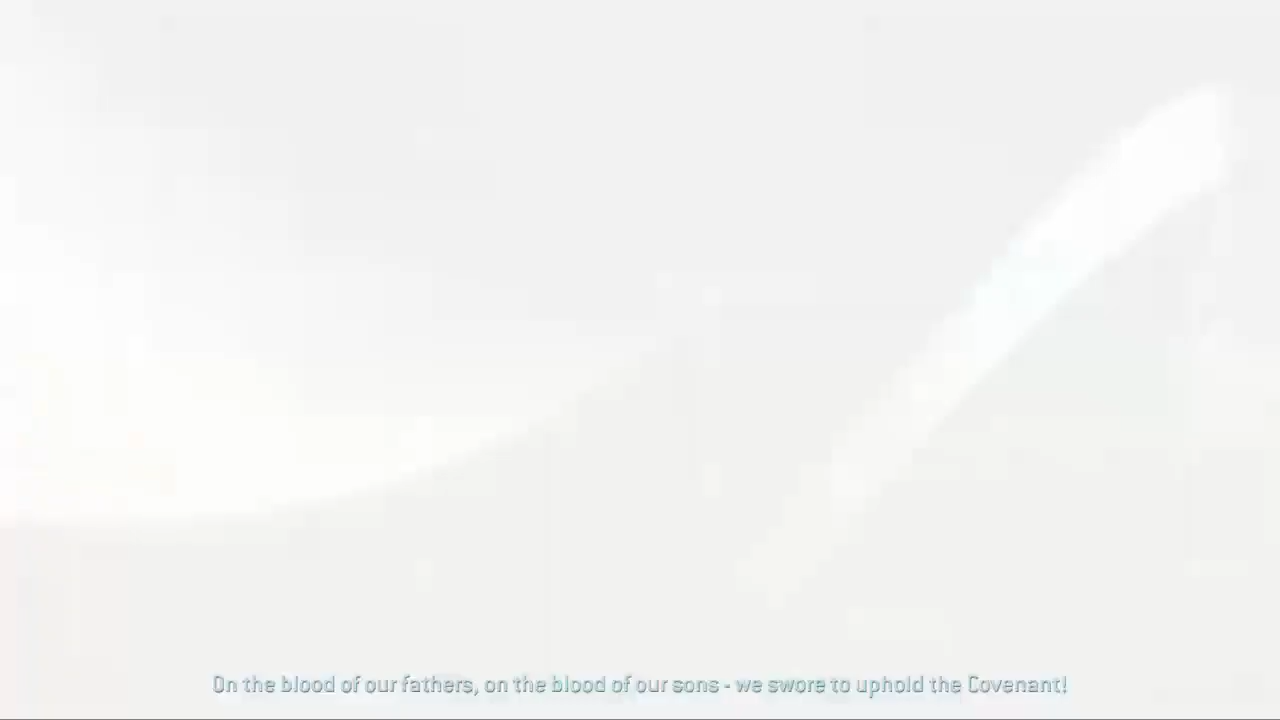 On the blood of our fathers, on the blood of our sons - we swore to uphold the Covenant!